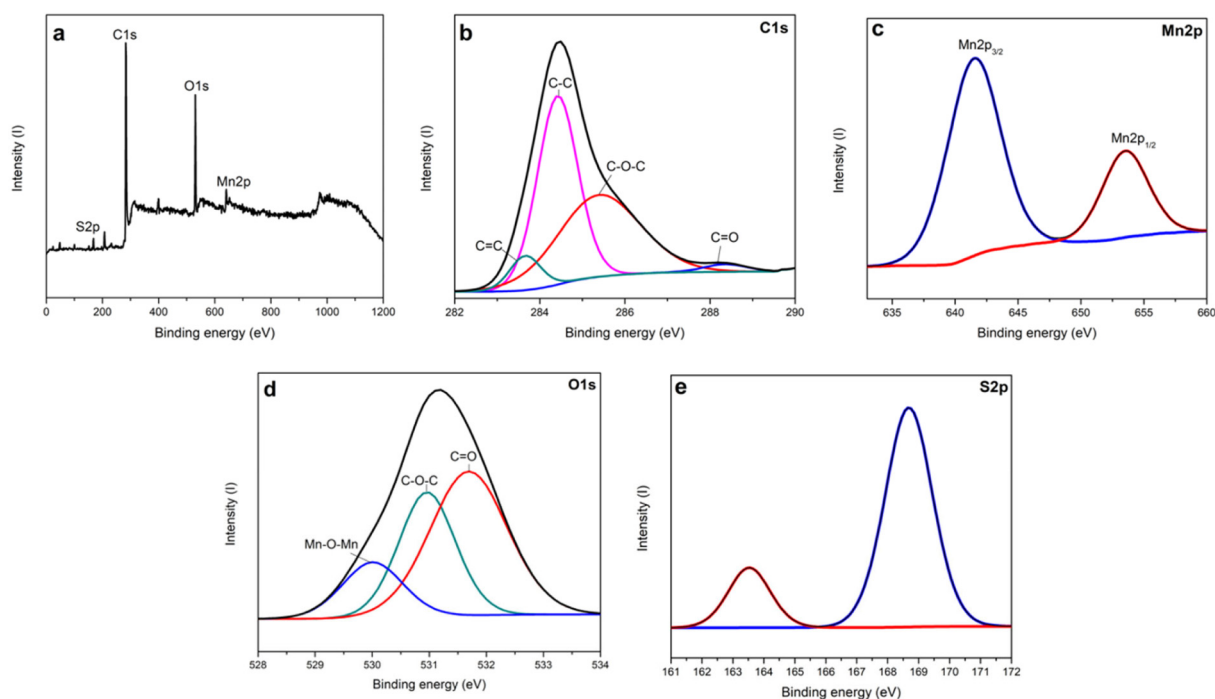 a
C1s
O1s
Mn2p
S2p
Intensity (I)
0 200 400 600 800 1000 1200
Binding energy (eV)
b
C1s
C-C
C-O-C
C=C
C=O
Intensity (I)
282 284 286 288 290
Binding energy (eV)
c
Mn2p
Mn2p3/2
Mn2p1/2
Intensity (I)
635 640 645 650 655 660
Binding energy (eV)
d
O1s
C=O
C-O-C
Mn-O-Mn
Intensity (I)
528 529 530 531 532 533 534
Binding energy (eV)
e
S2p
Intensity (I)
161 162 163 164 165 166 167 168 169 170 171 172
Binding energy (eV)